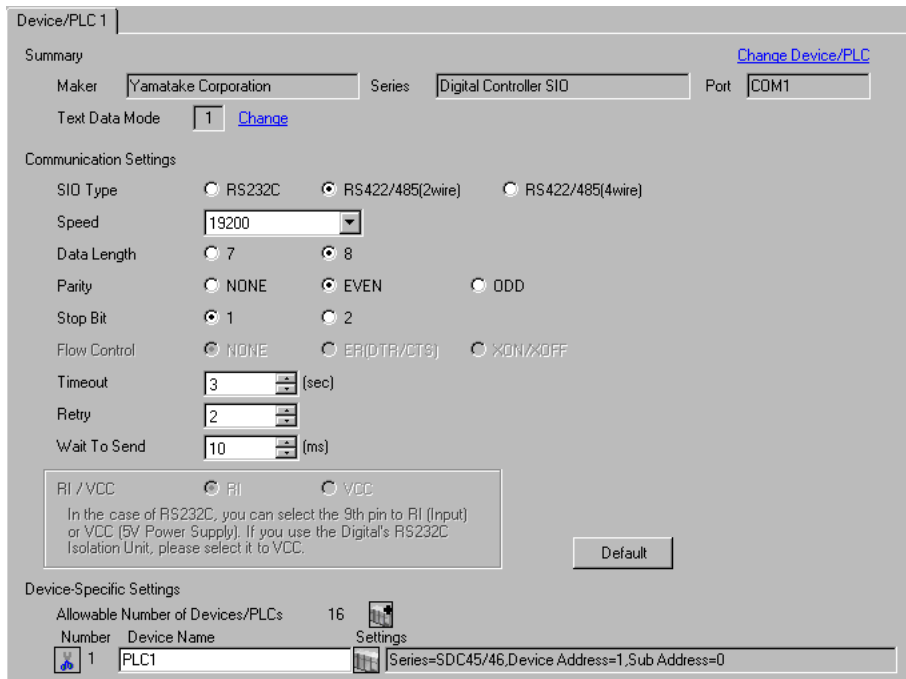 Device/PLC 1
Summary
Change Device/PLC
Maker Yamatake Corporation Series Digital Controller SIO Port COM1
Text Data Mode 1 Change
Communication Settings
SIO Type RS232C RS422/485(2wire) RS422/485(4wire)
Speed 19200
Data Length 7 8
Parity NONE EVEN ODD
Stop Bit 1 2
Flow Control NONE ER(DTR/CTS) XON/XOFF
Timeout 3 (sec)
Retry 2
Wait To Send 10 (ms)
RI / VCC RI VCC
In the case of RS232C, you can select the 9th pin to RI (Input)
or VCC (5V Power Supply). If you use the Digital's RS232C
Isolation Unit, please select it to VCC.
Default
Device-Specific Settings
Allowable Number of Devices/PLCs 16
Number Device Name Settings
1 PLC1 Series=SDC45/46,Device Address=1,Sub Address=0